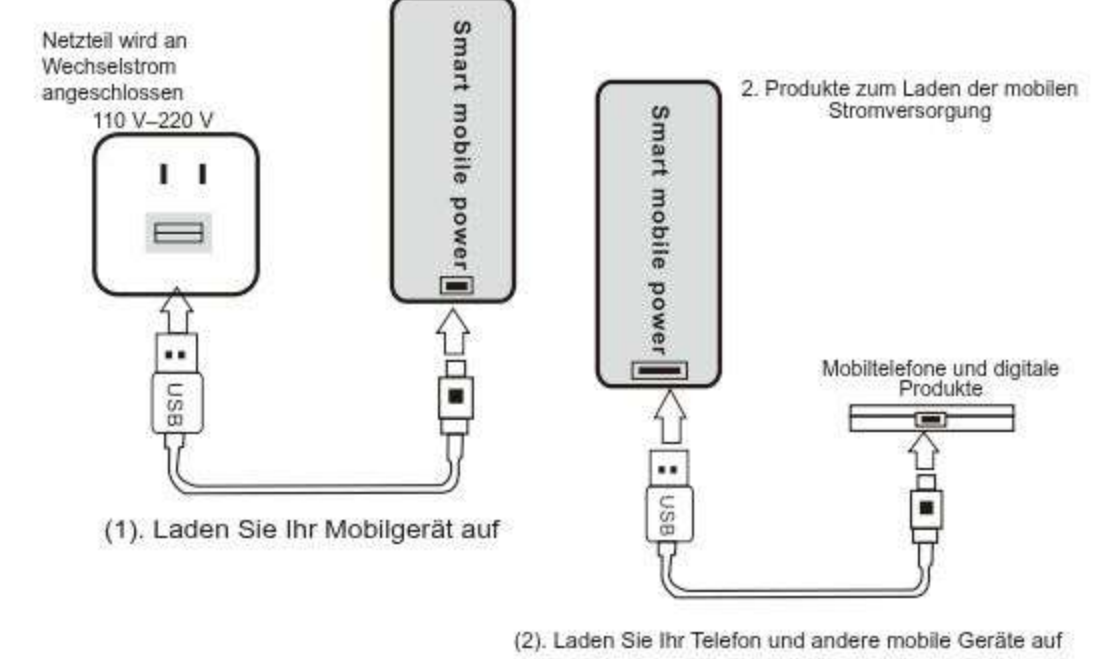 Netzteil wird an
Wechselstrom
angeschlossen
110 V–220 V
Smart mobile power
USB
(1). Laden Sie Ihr Mobilgerät auf
2. Produkte zum Laden der mobilen
Stromversorgung
Smart mobile power
Mobiltelefone und digitale
Produkte
USB
(2). Laden Sie Ihr Telefon und andere mobile Geräte auf